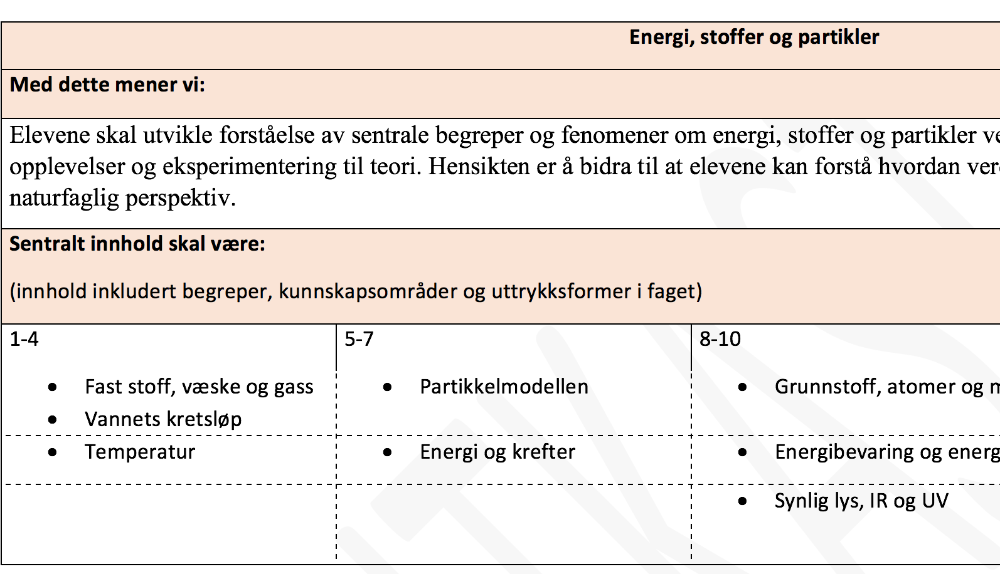 Energi, stoffer og partikler
Med dette mener vi:
Elevene skal utvikle forståelse av sentrale begreper og fenomener om energi, stoffer og partikler
opplevelser og eksperimentering til teori. Hensikten er å bidra til at elevene kan forstå hvordan
naturfaglig perspektiv.
Sentralt innhold skal være:
(innhold inkludert begreper, kunnskapsområder og uttrykksformer i faget)
1-4
• Fast stoff, væske og gass
• Vannets kretsløp
• Temperatur
5-7
• Partikkelmodellen
• Energi og krefter
8-10
• Grunnstoff, atomer og
• Energibevaring og
• Synlig lys, IR og UV